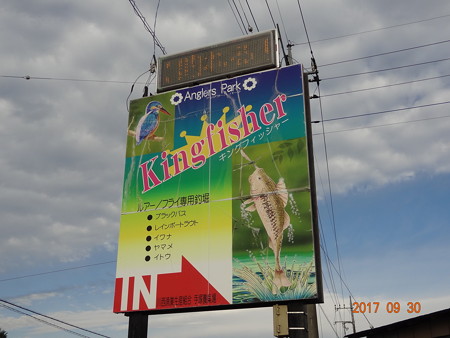 Anglers Park
Kingfisher
キングフィッシャー
ルアー/フライ専用釣堀
● ブラックバス
● レインボートラウト
● イワナ
● ヤマメ
● イトウ
IN
2017 09 30